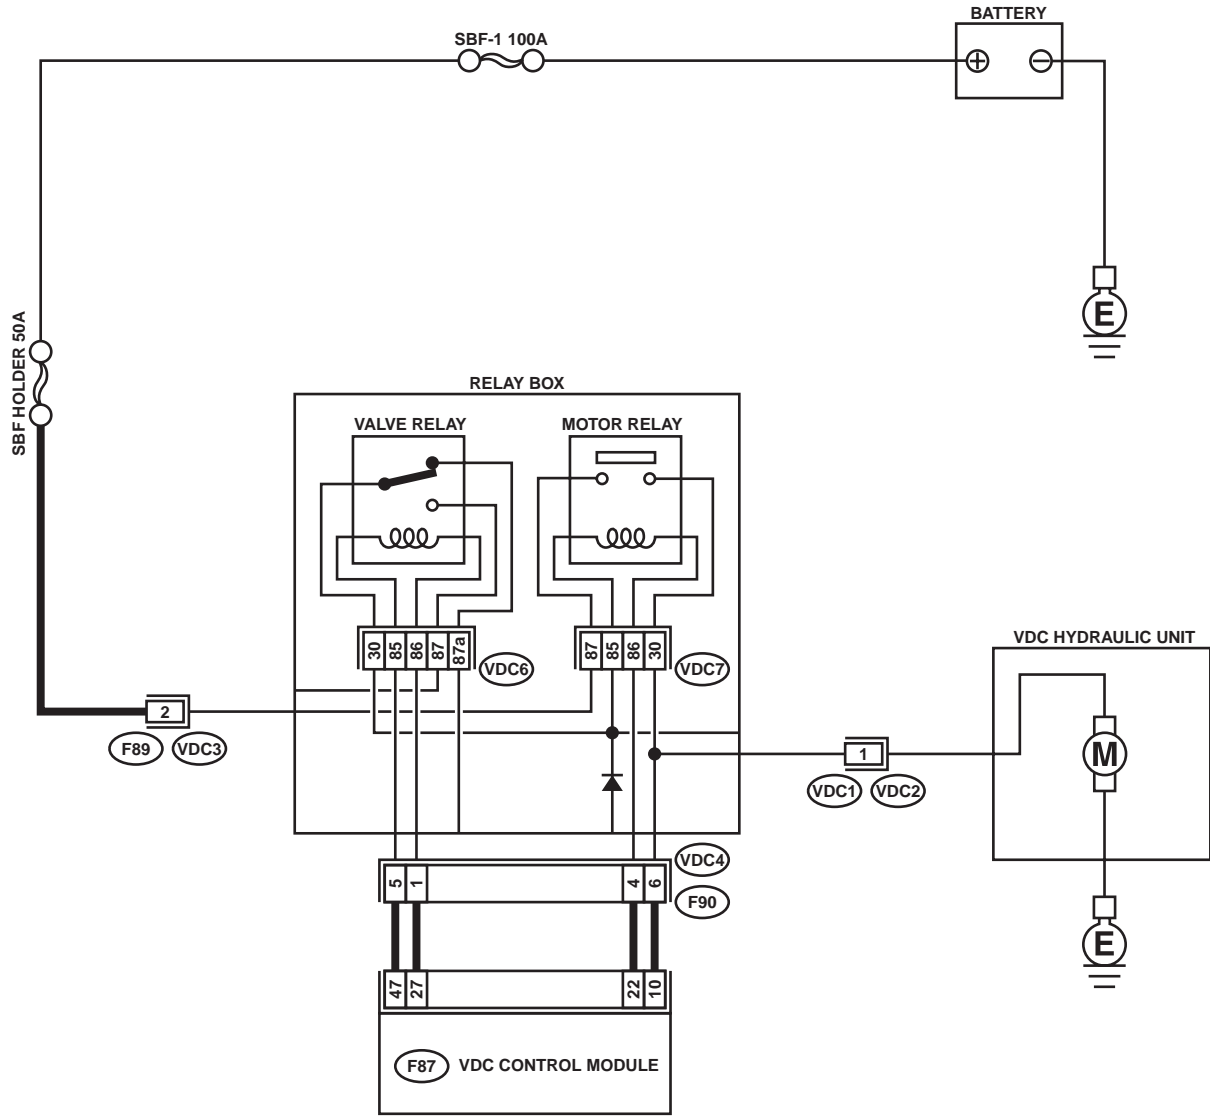 BATTERY
SBF-1 100A
E
SBF HOLDER 50A
RELAY BOX
VALVE RELAY
MOTOR RELAY
30 85 86 87 87a
VDC6
87 85 86 30
VDC7
VDC HYDRAULIC UNIT
M
2
F89 VDC3
1
VDC1 VDC2
5 1 4 6
VDC4
F90
E
47 27 22 10
F87 VDC CONTROL MODULE